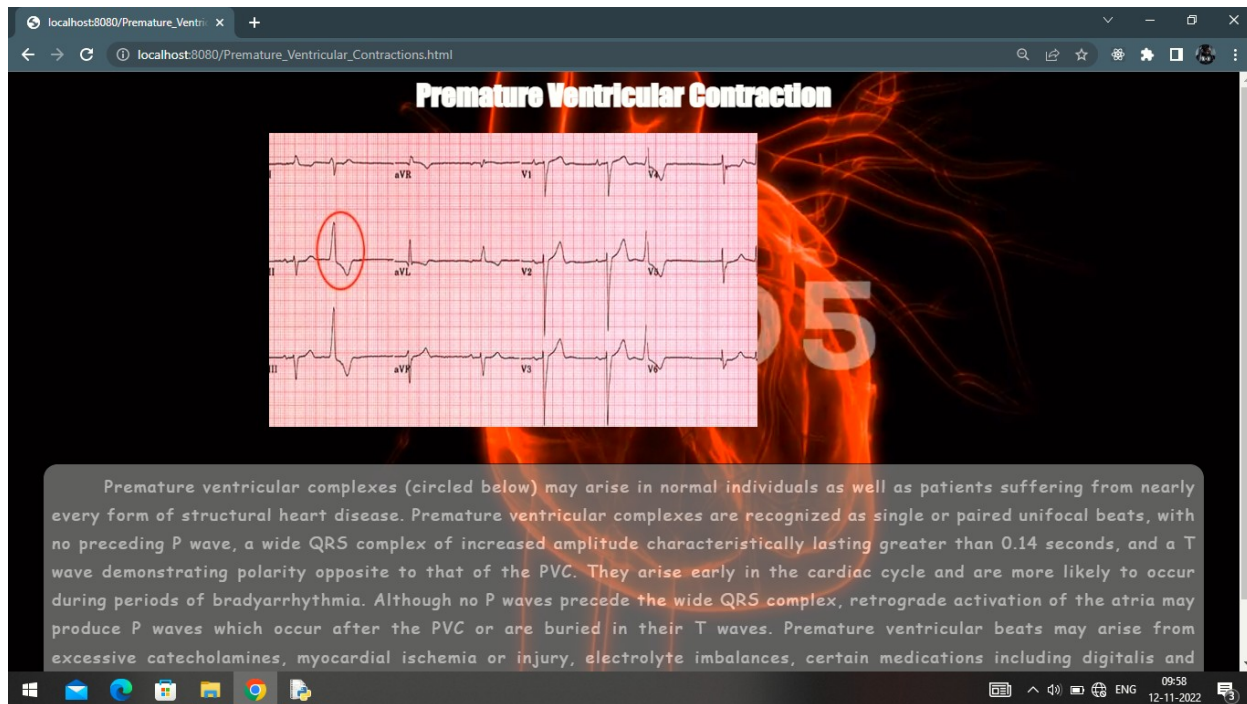 localhost:8080/Premature_Ventri
localhost:8080/Premature_Ventricular_Contractions.html
Premature Ventricular Contraction
I aVR V1 V4
II aVL V2 V5
III aVF V3 V6
05
Premature ventricular complexes (circled below) may arise in normal individuals as well as patients suffering from nearly
every form of structural heart disease. Premature ventricular complexes are recognized as single or paired unifocal beats, with
no preceding P wave, a wide QRS complex of increased amplitude characteristically lasting greater than 0.14 seconds, and a T
wave demonstrating polarity opposite to that of the PVC. They arise early in the cardiac cycle and are more likely to occur
during periods of bradyarrhythmia. Although no P waves precede the wide QRS complex, retrograde activation of the atria may
produce P waves which occur after the PVC or are buried in their T waves. Premature ventricular beats may arise from
excessive catecholamines, myocardial ischemia or injury, electrolyte imbalances, certain medications including digitalis and
ENG
09:58
12-11-2022
3